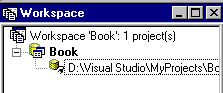 Workspace
Workspace 'Book': 1 project(s)
Book
D:\Visual Studio\MyProjects\Bo